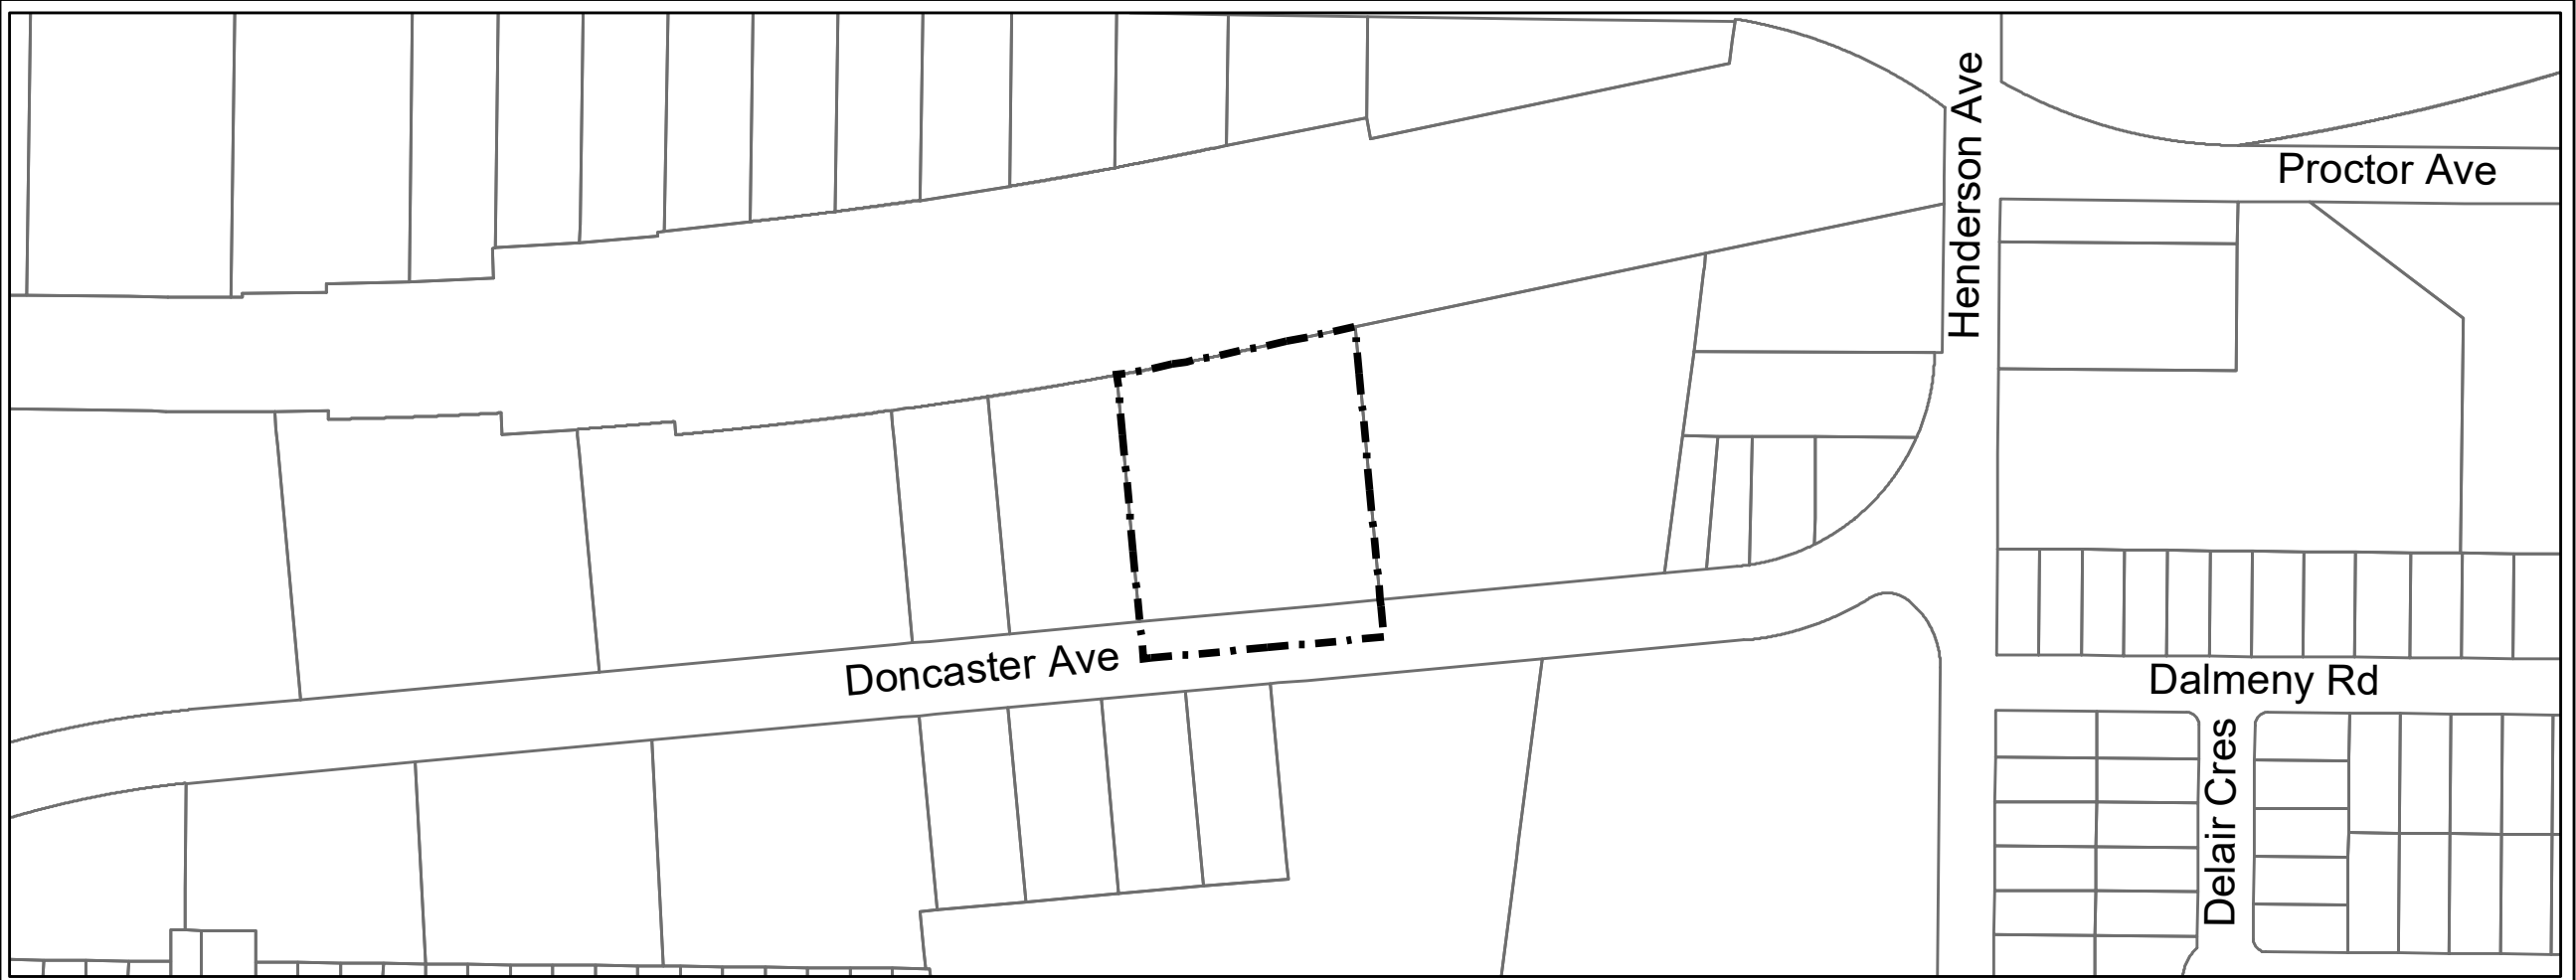 Henderson Ave
Proctor Ave
Doncaster Ave
Dalmeny Rd
Delair Cres